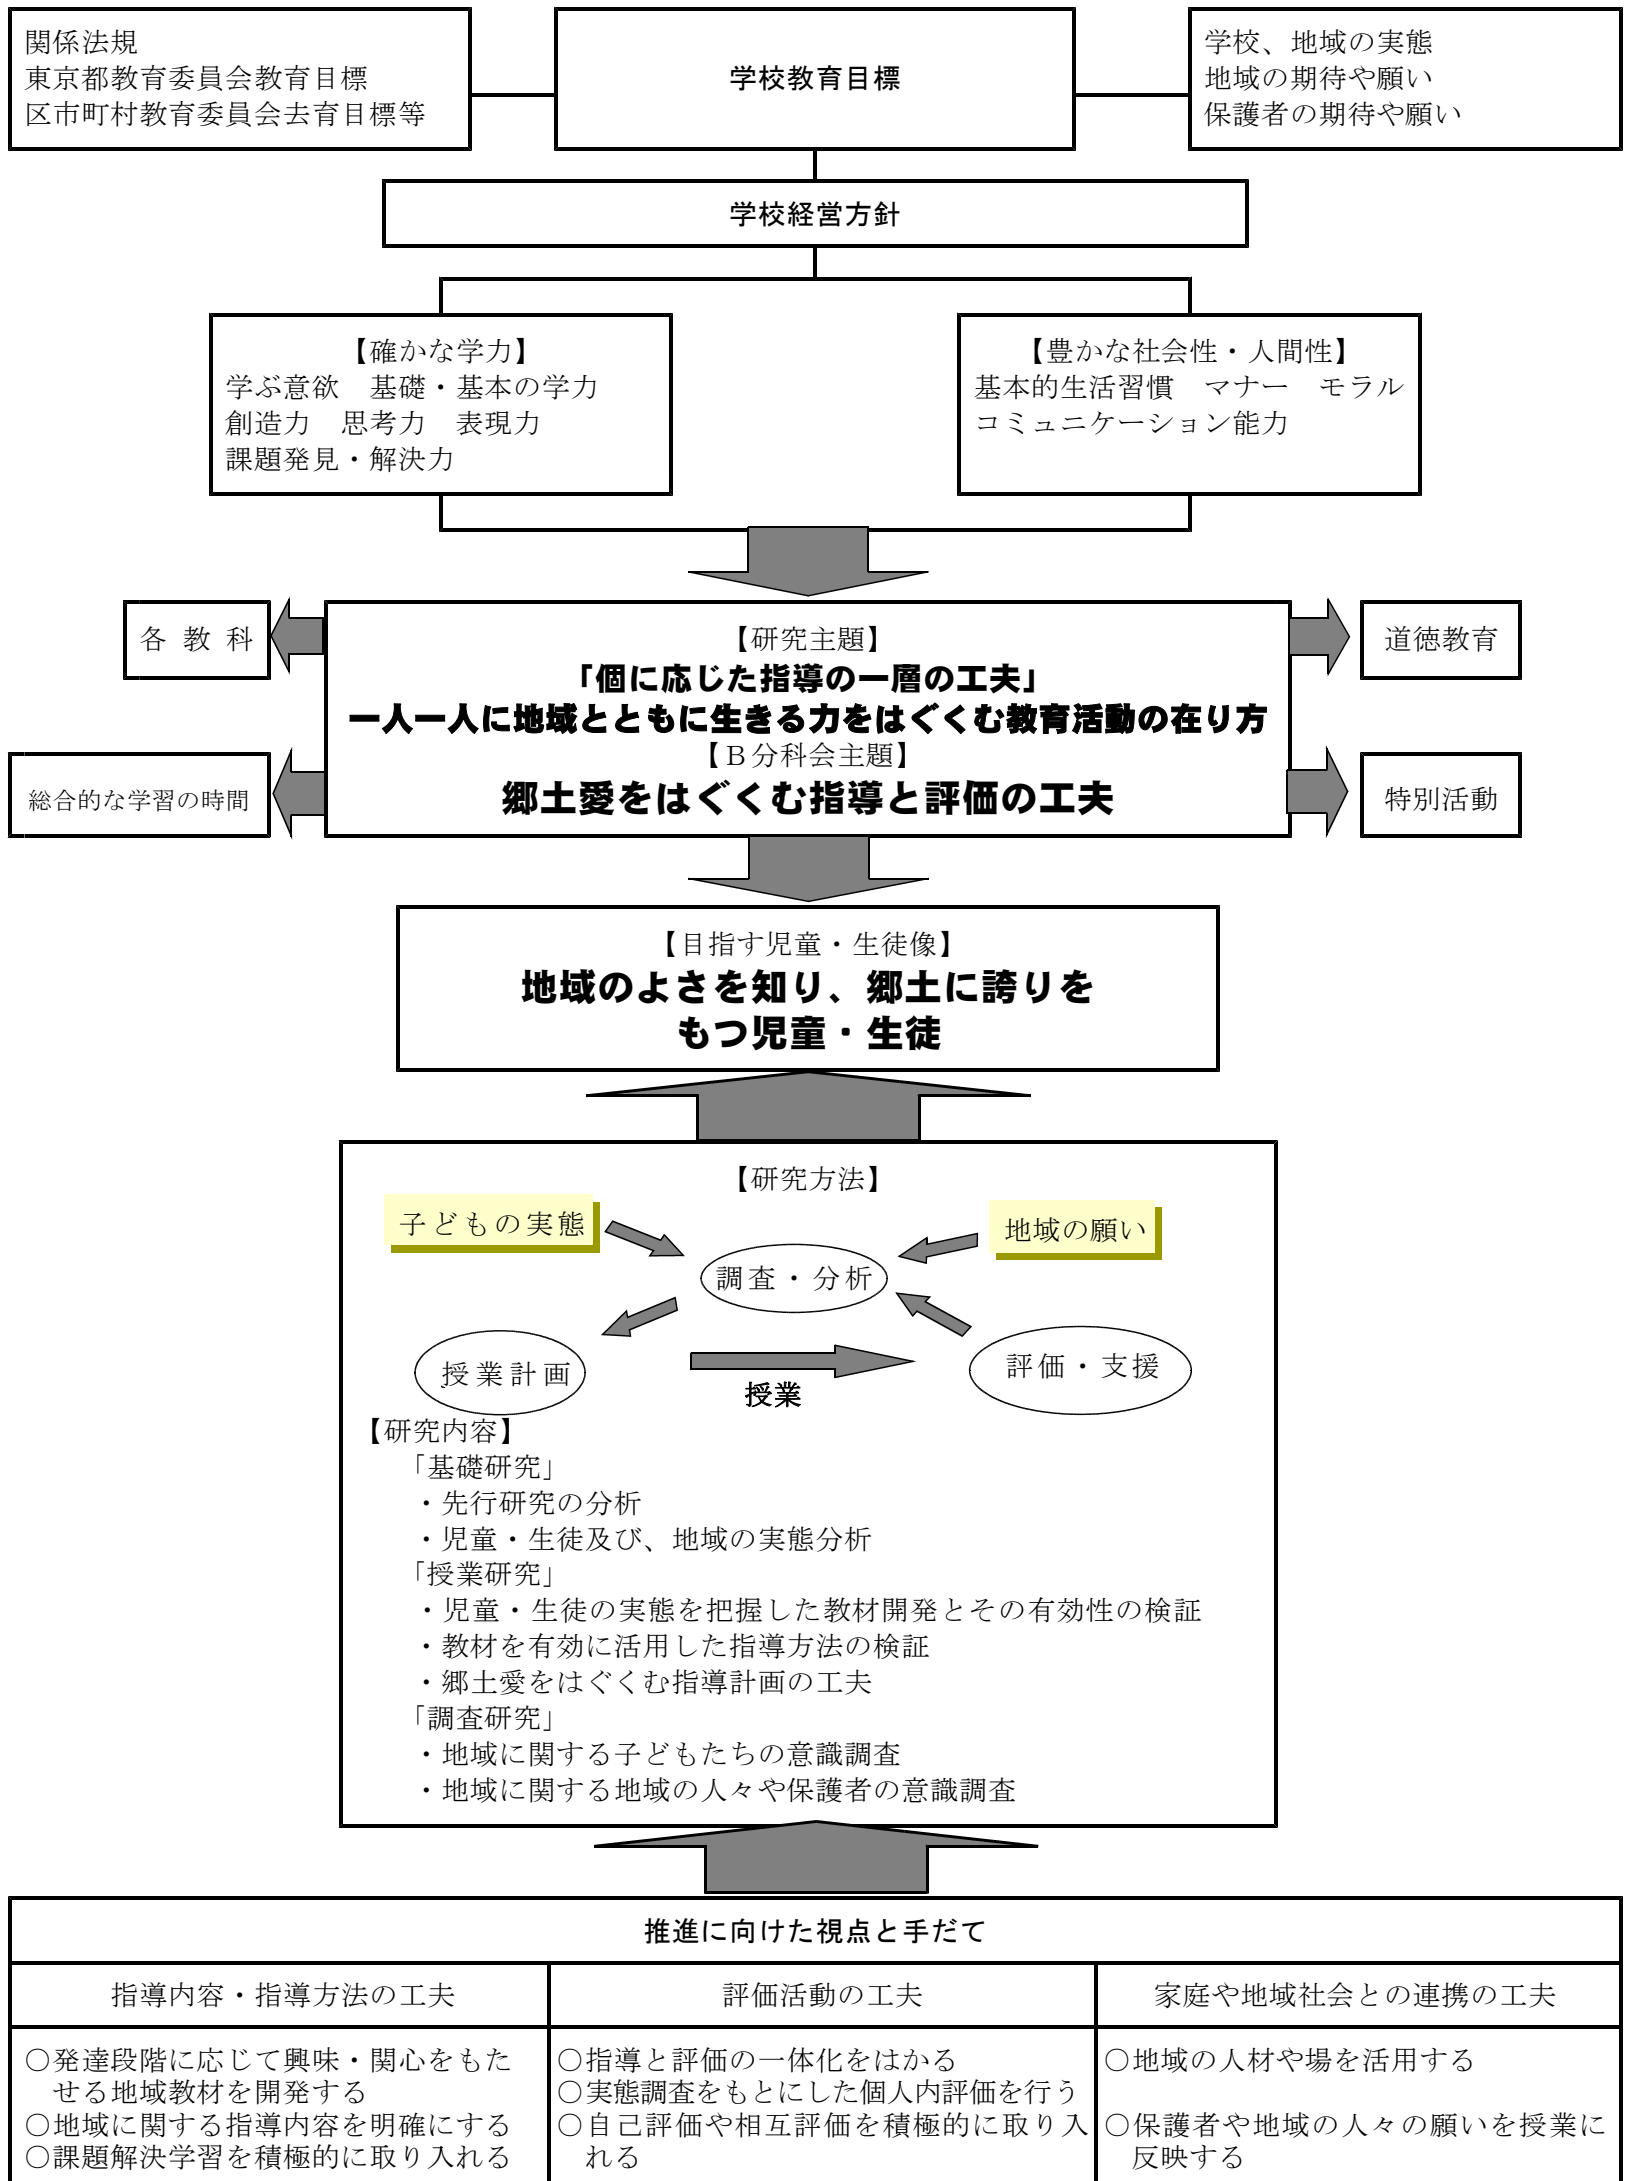 関係法規
東京都教育委員会教育目標
区市町村教育委員会去育目標等
学校教育目標
学校、地域の実態
地域の期待や願い
保護者の期待や願い
学校経営方針
【確かな学力】
学ぶ意欲　基礎・基本の学力
創造力　思考力　表現力
課題発見・解決力
【豊かな社会性・人間性】
基本的生活習慣　マナー　モラル
コミュニケーション能力
各 教 科
総合的な学習の時間
【研究主題】
「個に応じた指導の一層の工夫」
一人一人に地域とともに生きる力をはぐくむ教育活動の在り方
【Ｂ分科会主題】
郷土愛をはぐくむ指導と評価の工夫
道徳教育
特別活動
【目指す児童・生徒像】
地域のよさを知り、郷土に誇りを
もつ児童・生徒
【研究方法】
子どもの実態
地域の願い
調査・分析
授業計画
授業
評価・支援
【研究内容】
「基礎研究」
・先行研究の分析
・児童・生徒及び、地域の実態分析
「授業研究」
・児童・生徒の実態を把握した教材開発とその有効性の検証
・教材を有効に活用した指導方法の検証
・郷土愛をはぐくむ指導計画の工夫
「調査研究」
・地域に関する子どもたちの意識調査
・地域に関する地域の人々や保護者の意識調査
推進に向けた視点と手だて
指導内容・指導方法の工夫
○発達段階に応じて興味・関心をもた
せる地域教材を開発する
○地域に関する指導内容を明確にする
○課題解決学習を積極的に取り入れる
評価活動の工夫
○指導と評価の一体化をはかる
○実態調査をもとにした個人内評価を行う
○自己評価や相互評価を積極的に取り入
れる
家庭や地域社会との連携の工夫
○地域の人材や場を活用する
○保護者や地域の人々の願いを授業に
反映する